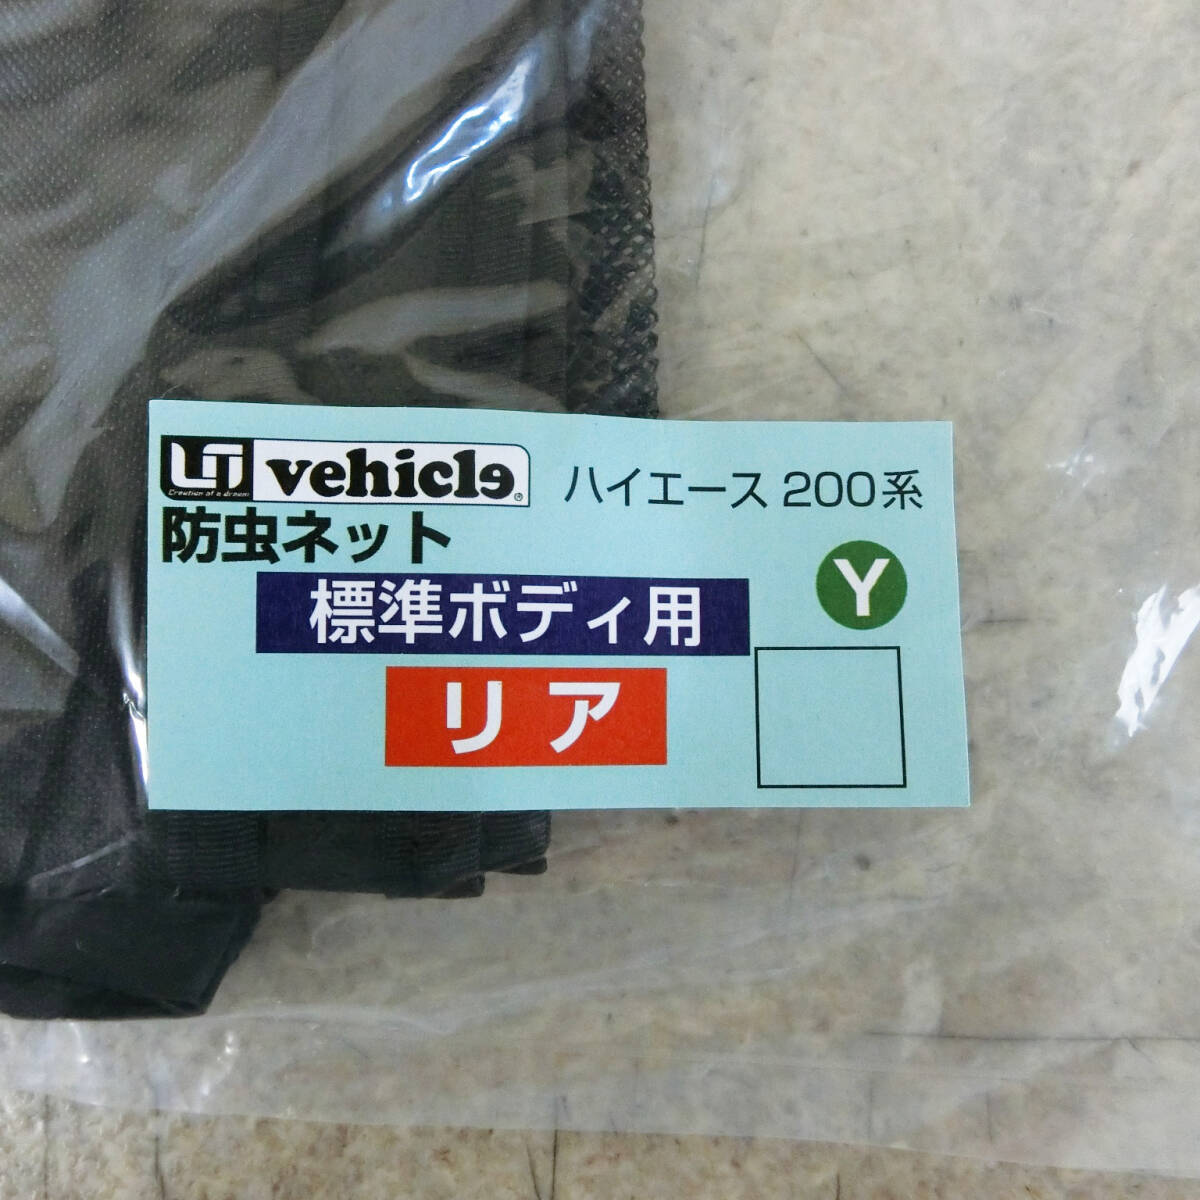 UI vehicle®
Creation of a dream!
ハイエース 200系
防虫ネット
Y
標準ボディ用
リア